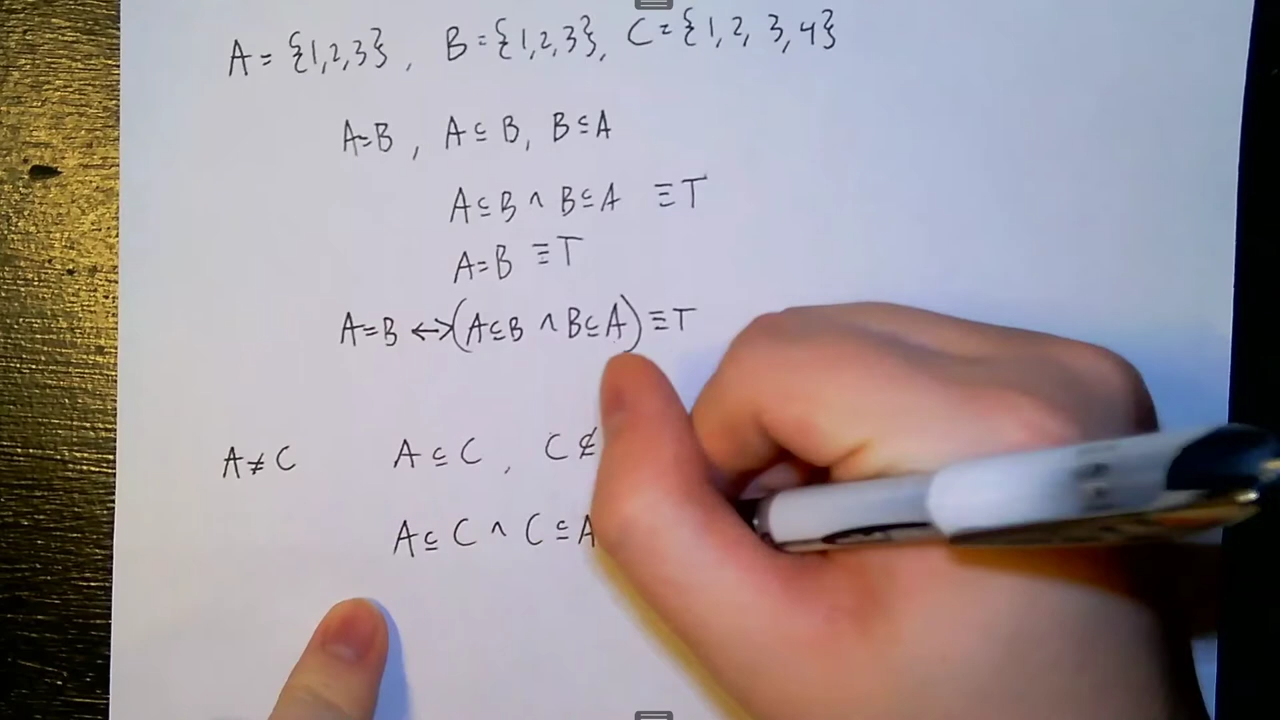 A = {1,2,3} , B = {1,2,3}, C = {1, 2, 3, 4}
A=B , A ⊆ B, B ⊆ A
A ⊆ B ∧ B ⊆ A ≡ T
A=B ≡ T
A=B ↔ (A⊆B ∧ B⊆A) ≡ T
A ≠ C A ⊆ C , C ⊈
A ⊆ C ∧ C ⊆ A